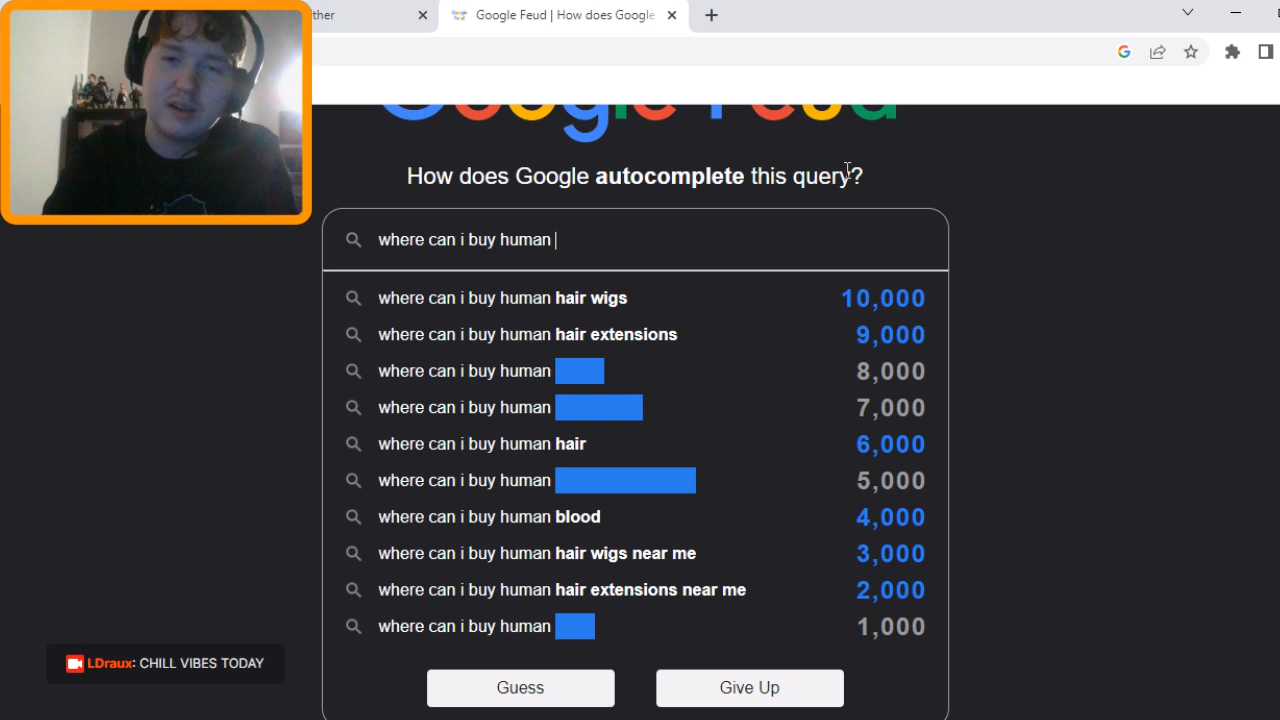 ther
Google Feud | How does Google
Google Feud
How does Google autocomplete this query?
where can i buy human
where can i buy human hair wigs 10,000
where can i buy human hair extensions 9,000
where can i buy human 8,000
where can i buy human 7,000
where can i buy human hair 6,000
where can i buy human 5,000
where can i buy human blood 4,000
where can i buy human hair wigs near me 3,000
where can i buy human hair extensions near me 2,000
where can i buy human 1,000
LDraux: CHILL VIBES TODAY
Guess Give Up